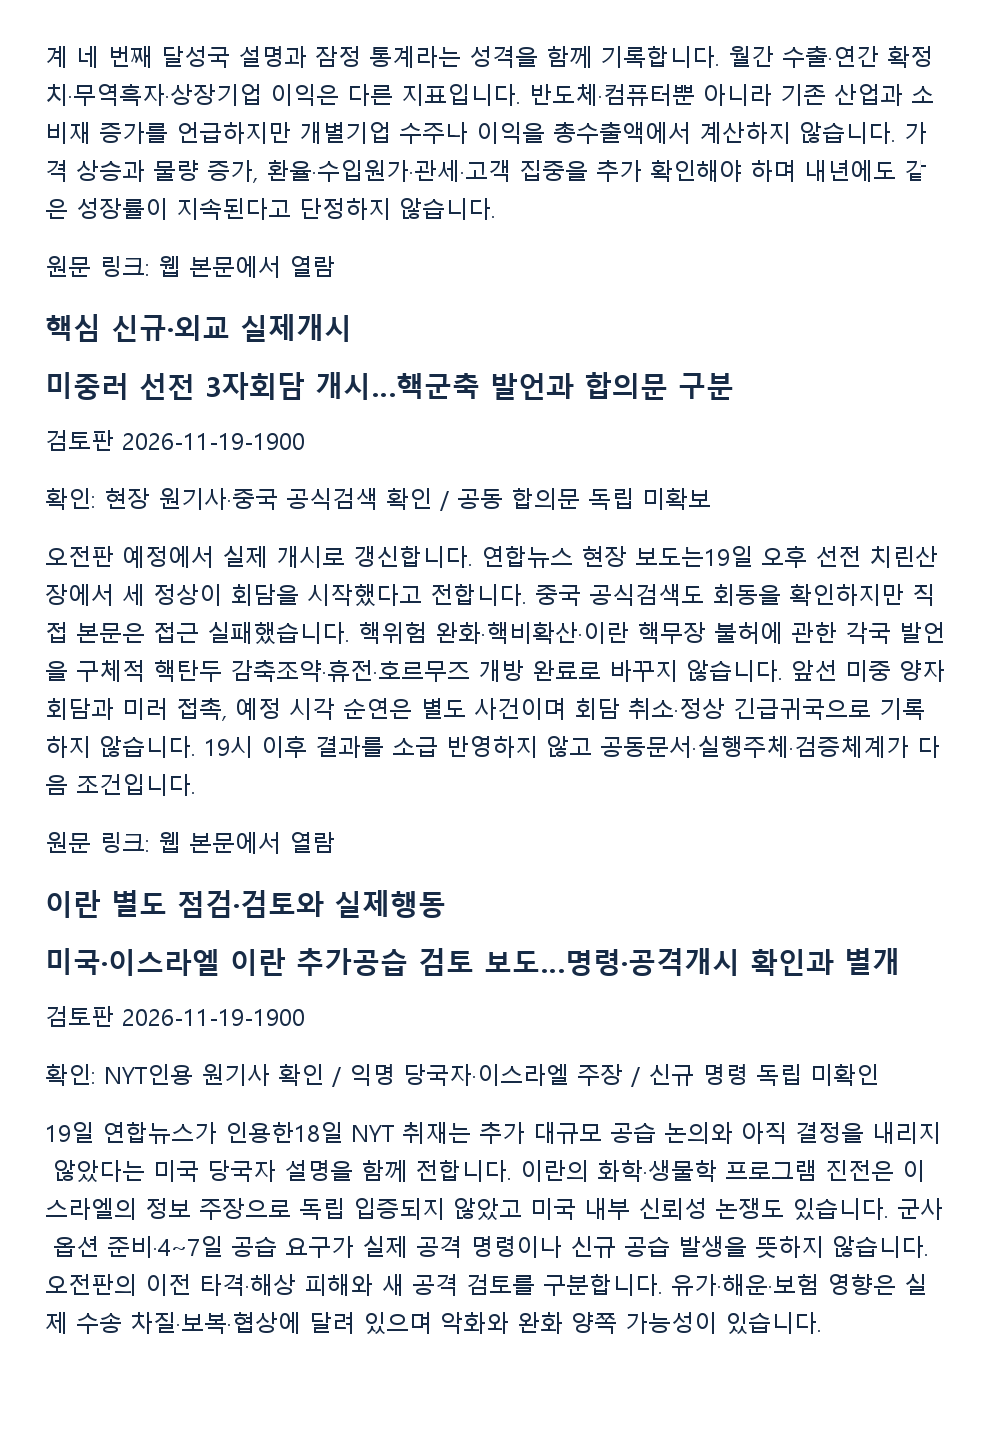 계 네 번째 달성국 설명과 잠정 통계라는 성격을 함께 기록합니다. 월간 수출·연간 확정
치·무역흑자·상장기업 이익은 다른 지표입니다. 반도체·컴퓨터뿐 아니라 기존 산업과 소
비재 증가를 언급하지만 개별기업 수주나 이익을 총수출액에서 계산하지 않습니다. 가
격 상승과 물량 증가, 환율·수입원가·관세·고객 집중을 추가 확인해야 하며 내년에도 같
은 성장률이 지속된다고 단정하지 않습니다.
원문 링크: 웹 본문에서 열람
핵심 신규·외교 실제개시
미중러 선전 3자회담 개시...핵군축 발언과 합의문 구분
검토판 2026-11-19-1900
확인: 현장 원기사·중국 공식검색 확인 / 공동 합의문 독립 미확보
오전판 예정에서 실제 개시로 갱신합니다. 연합뉴스 현장 보도는19일 오후 선전 치린산
장에서 세 정상이 회담을 시작했다고 전합니다. 중국 공식검색도 회동을 확인하지만 직
접 본문은 접근 실패했습니다. 핵위험 완화·핵비확산·이란 핵무장 불허에 관한 각국 발언
을 구체적 핵탄두 감축조약·휴전·호르무즈 개방 완료로 바꾸지 않습니다. 앞선 미중 양자
회담과 미러 접촉, 예정 시각 순연은 별도 사건이며 회담 취소·정상 긴급귀국으로 기록
하지 않습니다. 19시 이후 결과를 소급 반영하지 않고 공동문서·실행주체·검증체계가 다
음 조건입니다.
원문 링크: 웹 본문에서 열람
이란 별도 점검·검토와 실제행동
미국·이스라엘 이란 추가공습 검토 보도...명령·공격개시 확인과 별개
검토판 2026-11-19-1900
확인: NYT인용 원기사 확인 / 익명 당국자·이스라엘 주장 / 신규 명령 독립 미확인
19일 연합뉴스가 인용한18일 NYT 취재는 추가 대규모 공습 논의와 아직 결정을 내리지
않았다는 미국 당국자 설명을 함께 전합니다. 이란의 화학·생물학 프로그램 진전은 이
스라엘의 정보 주장으로 독립 입증되지 않았고 미국 내부 신뢰성 논쟁도 있습니다. 군사
옵션 준비·4~7일 공습 요구가 실제 공격 명령이나 신규 공습 발생을 뜻하지 않습니다.
오전판의 이전 타격·해상 피해와 새 공격 검토를 구분합니다. 유가·해운·보험 영향은 실
제 수송 차질·보복·협상에 달려 있으며 악화와 완화 양쪽 가능성이 있습니다.